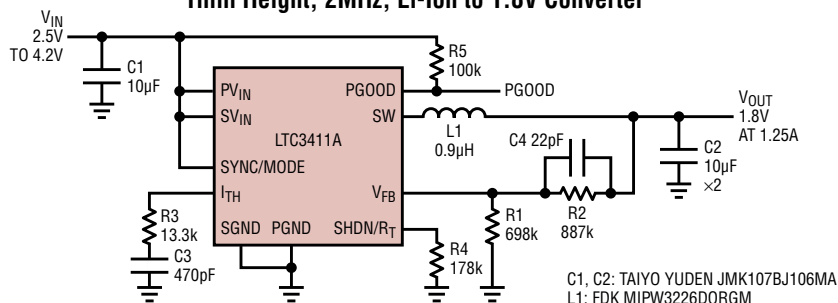 1mm Height, 2MHz, Li-Ion to 1.8V Converter
VIN
2.5V
TO 4.2V
C1
10µF
R5
100k
PVIN
SVIN
SYNC/MODE
ITH
SGND PGND SHDN/RT
LTC3411A
PGOOD
SW
VFB
PGOOD
L1
0.9µH
C4 22pF
R2
887k
R1
698k
R4
178k
R3
13.3k
C3
470pF
VOUT
1.8V
AT 1.25A
C2
10µF
×2
C1, C2: TAIYO YUDEN JMK107BJ106MA
L1: FDK MIPW3226DORGM